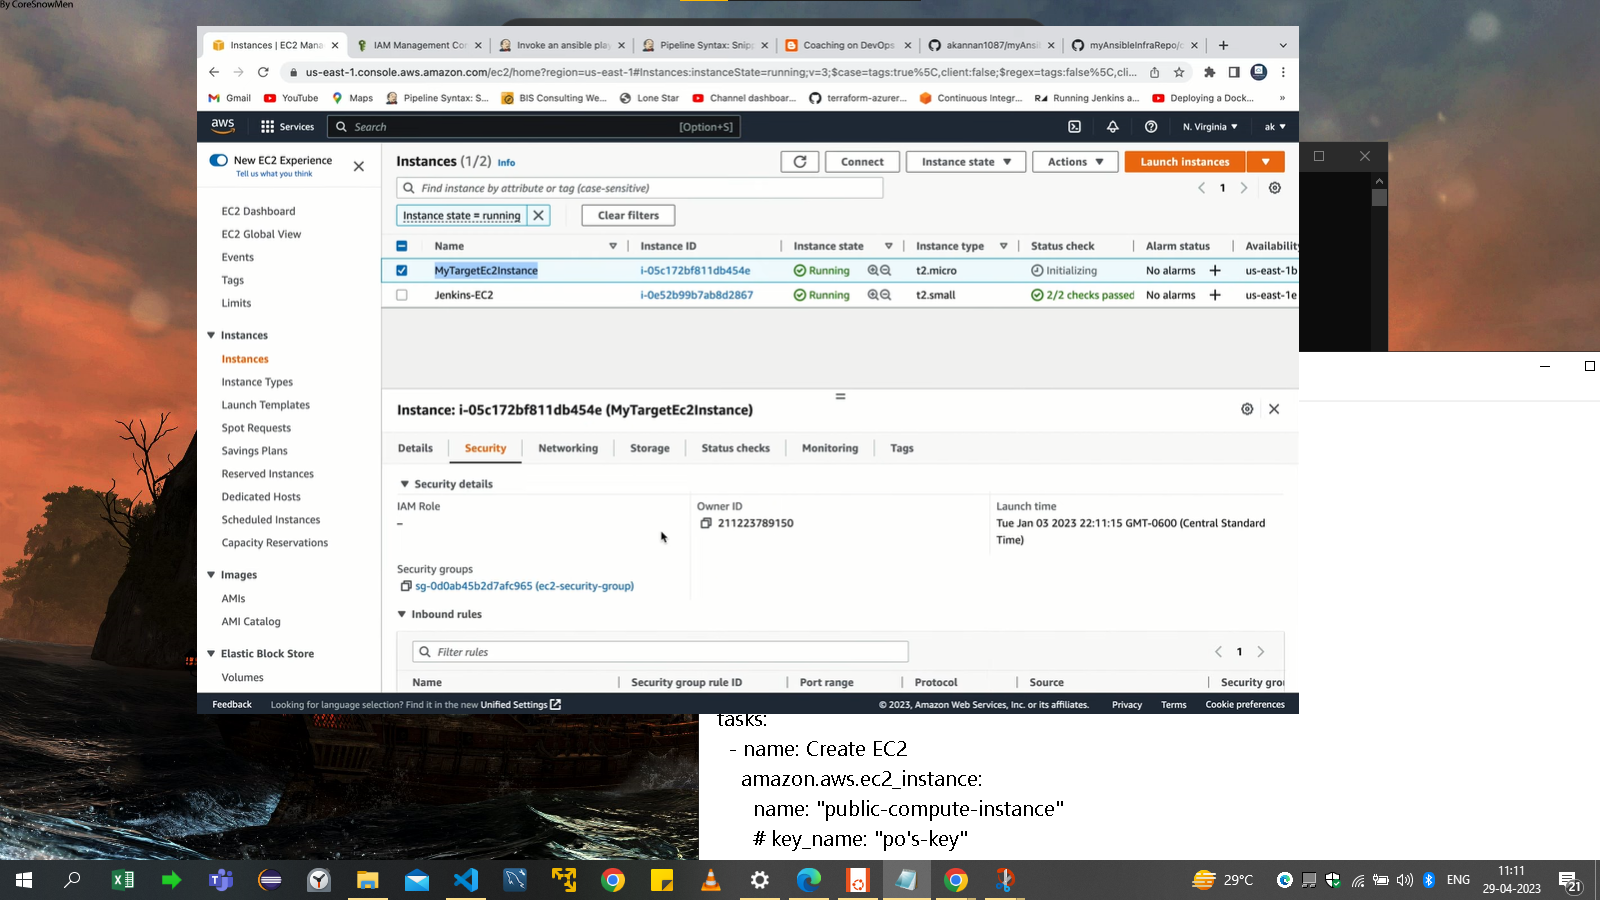 By CoreSnowMen
Instances | EC2 Mana
IAM Management Con
Invoke an ansible play
Pipeline Syntax: Snipp
Coaching on DevOps
akannan1087/myAnsi
myAnsibleInfraRepo/c
us-east-1.console.aws.amazon.com/ec2/home?region=us-east-1#Instances:instanceState=running;v=3;$case=tags:true%5C,client:false;$regex=tags:false%5C,cli...
Gmail
YouTube
Maps
Pipeline Syntax: S...
BIS Consulting We...
Lone Star
Channel dashboar...
terraform-azurer...
Continuous Integr...
Running Jenkins a...
Deploying a Dock...
»
aws
Services
Search
[Option+S]
N. Virginia
ak
New EC2 Experience
Tell us what you think
EC2 Dashboard
EC2 Global View
Events
Tags
Limits
Instances
Instances
Instance Types
Launch Templates
Spot Requests
Savings Plans
Reserved Instances
Dedicated Hosts
Scheduled Instances
Capacity Reservations
Images
AMIs
AMI Catalog
Elastic Block Store
Volumes
Instances (1/2) Info
Connect
Instance state
Actions
Launch instances
Find instance by attribute or tag (case-sensitive)
1
Instance state = running
Clear filters
Name Instance ID Instance state Instance type Status check Alarm status Availability
MyTargetEc2Instance i-05c172bf811db454e Running t2.micro Initializing No alarms + us-east-1b
Jenkins-EC2 i-0e52b99b7ab8d2867 Running t2.small 2/2 checks passed No alarms + us-east-1e
Instance: i-05c172bf811db454e (MyTargetEc2Instance)
Details Security Networking Storage Status checks Monitoring Tags
Security details
IAM Role
–
Owner ID
211223789150
Launch time
Tue Jan 03 2023 22:11:15 GMT-0600 (Central Standard
Time)
Security groups
sg-0d0ab45b2d7afc965 (ec2-security-group)
Inbound rules
Filter rules
1
Name Security group rule ID Port range Protocol Source Security gro
Feedback
Looking for language selection? Find it in the new Unified Settings
© 2023, Amazon Web Services, Inc. or its affiliates.
Privacy
Terms
Cookie preferences
tasks:
- name: Create EC2
amazon.aws.ec2_instance:
name: "public-compute-instance"
# key_name: "po's-key"
29°C
ENG
11:11
29-04-2023
21